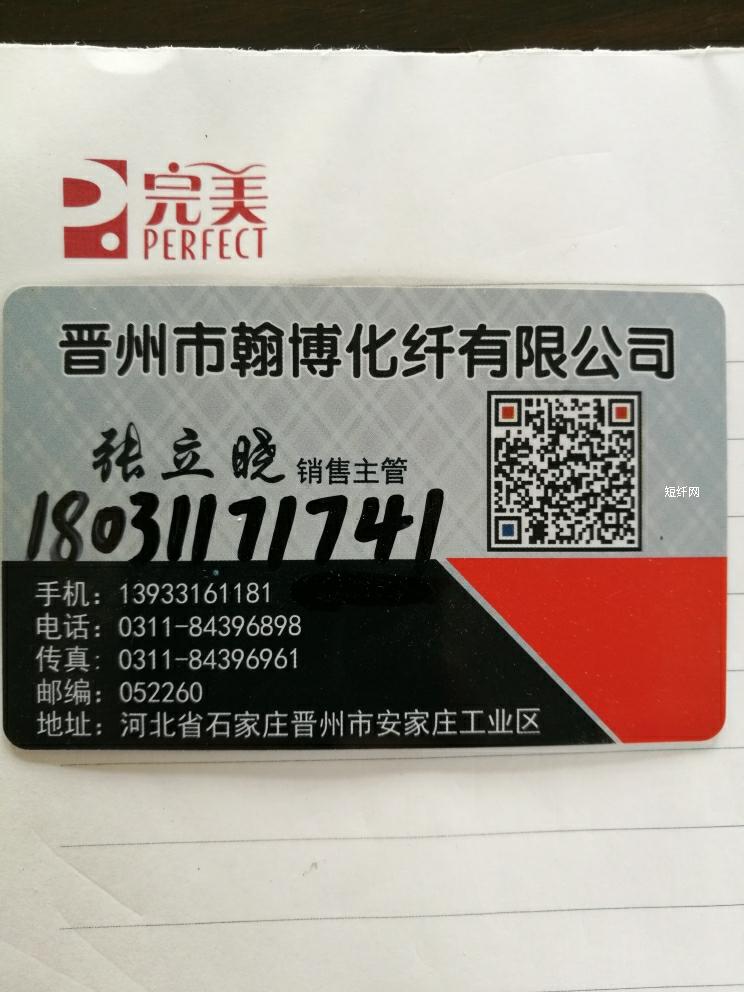 完美
PERFECT
晋州市翰博化纤有限公司
张立晓 销售主管
短纤网
18031171741
手机：13933161181
电话：0311-84396898
传真：0311-84396961
邮编：052260
地址：河北省石家庄晋州市安家庄工业区